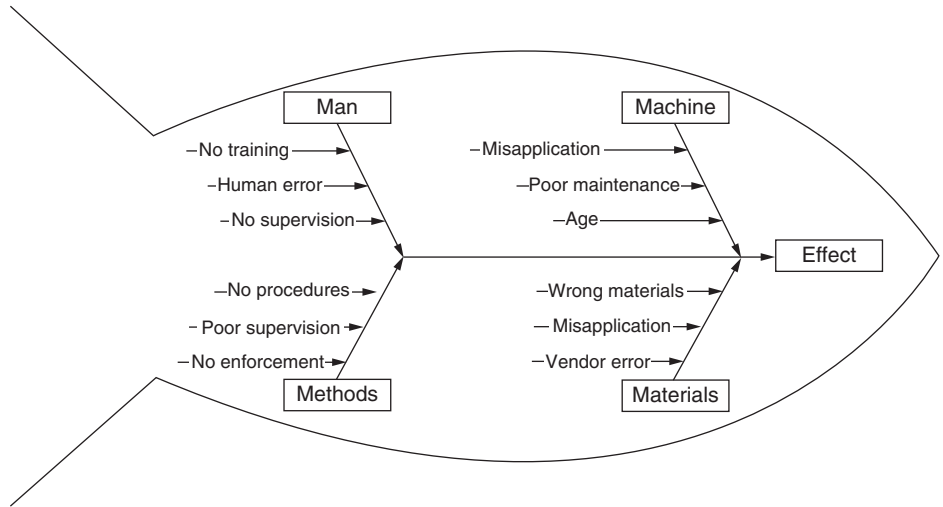 Man
Machine
–No training
–Misapplication
–Human error
–Poor maintenance
–No supervision
–Age
Effect
–No procedures
–Wrong materials
– Poor supervision
– Misapplication
–No enforcement
–Vendor error
Methods
Materials